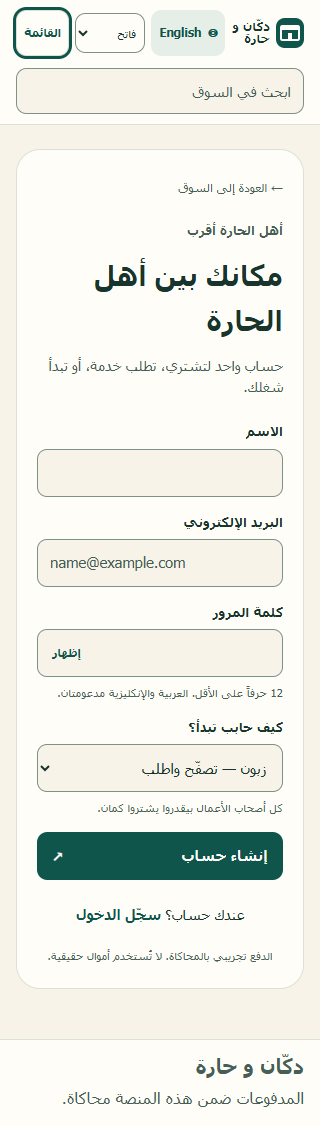 دكّان و
حارة
English
فاتح
القائمة
ابحث في السوق
← العودة إلى السوق
أهل الحارة أقرب
مكانك بين أهل
الحارة
حساب واحد لتشتري، تطلب خدمة، أو تبدأ
شغلك.
الاسم
البريد الإلكتروني
name@example.com
كلمة المرور
إظهار
12 حرفاً على الأقل. العربية والإنكليزية مدعومتان.
كيف حابب تبدأ؟
زبون — تصفّح واطلب
كل أصحاب الأعمال بيقدروا يشتروا كمان.
إنشاء حساب ↗
عندك حساب؟ سجّل الدخول
الدفع تجريبي بالمحاكاة. لا تُستخدم أموال حقيقية.
دكّان و حارة
المدفوعات ضمن هذه المنصة محاكاة.